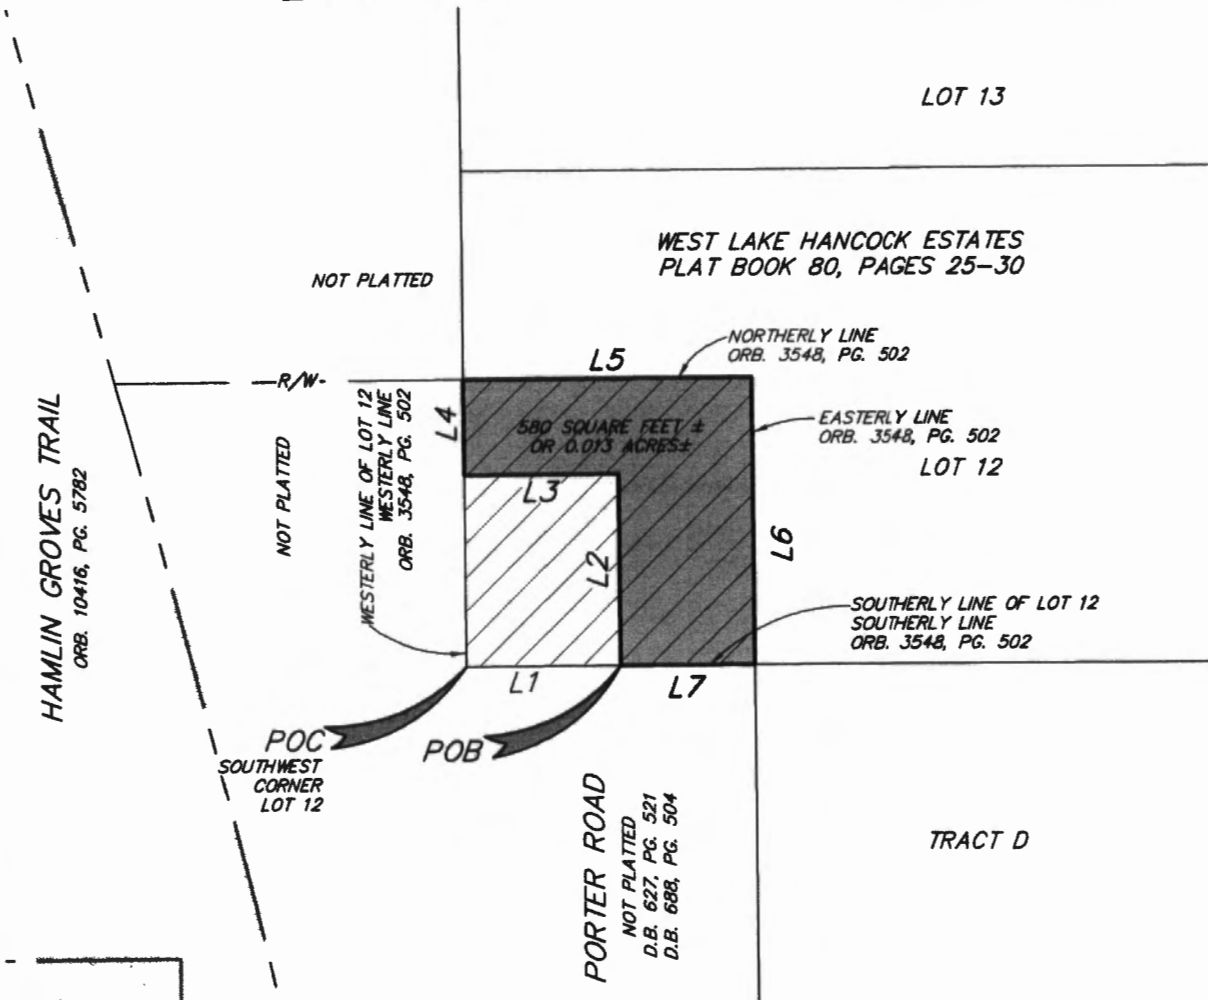 LOT 13
WEST LAKE HANCOCK ESTATES
PLAT BOOK 80, PAGES 25-30
NOT PLATTED
NORTHERLY LINE
ORB. 3548, PG. 502
L5
-R/W-
HAMLIN GROVES TRAIL
ORB. 10416, PG. 5782
NOT PLATTED
WESTERLY LINE OF LOT 12
WESTERLY LINE
ORB. 3548, PG. 502
L4
580 SQUARE FEET ±
OR 0.013 ACRES±
EASTERLY LINE
ORB. 3548, PG. 502
LOT 12
L3
L2
L6
SOUTHERLY LINE OF LOT 12
SOUTHERLY LINE
ORB. 3548, PG. 502
L1
L7
POC
SOUTHWEST
CORNER
LOT 12
POB
PORTER ROAD
NOT PLATTED
D.B. 627, PG. 521
D.B. 688, PG. 504
TRACT D